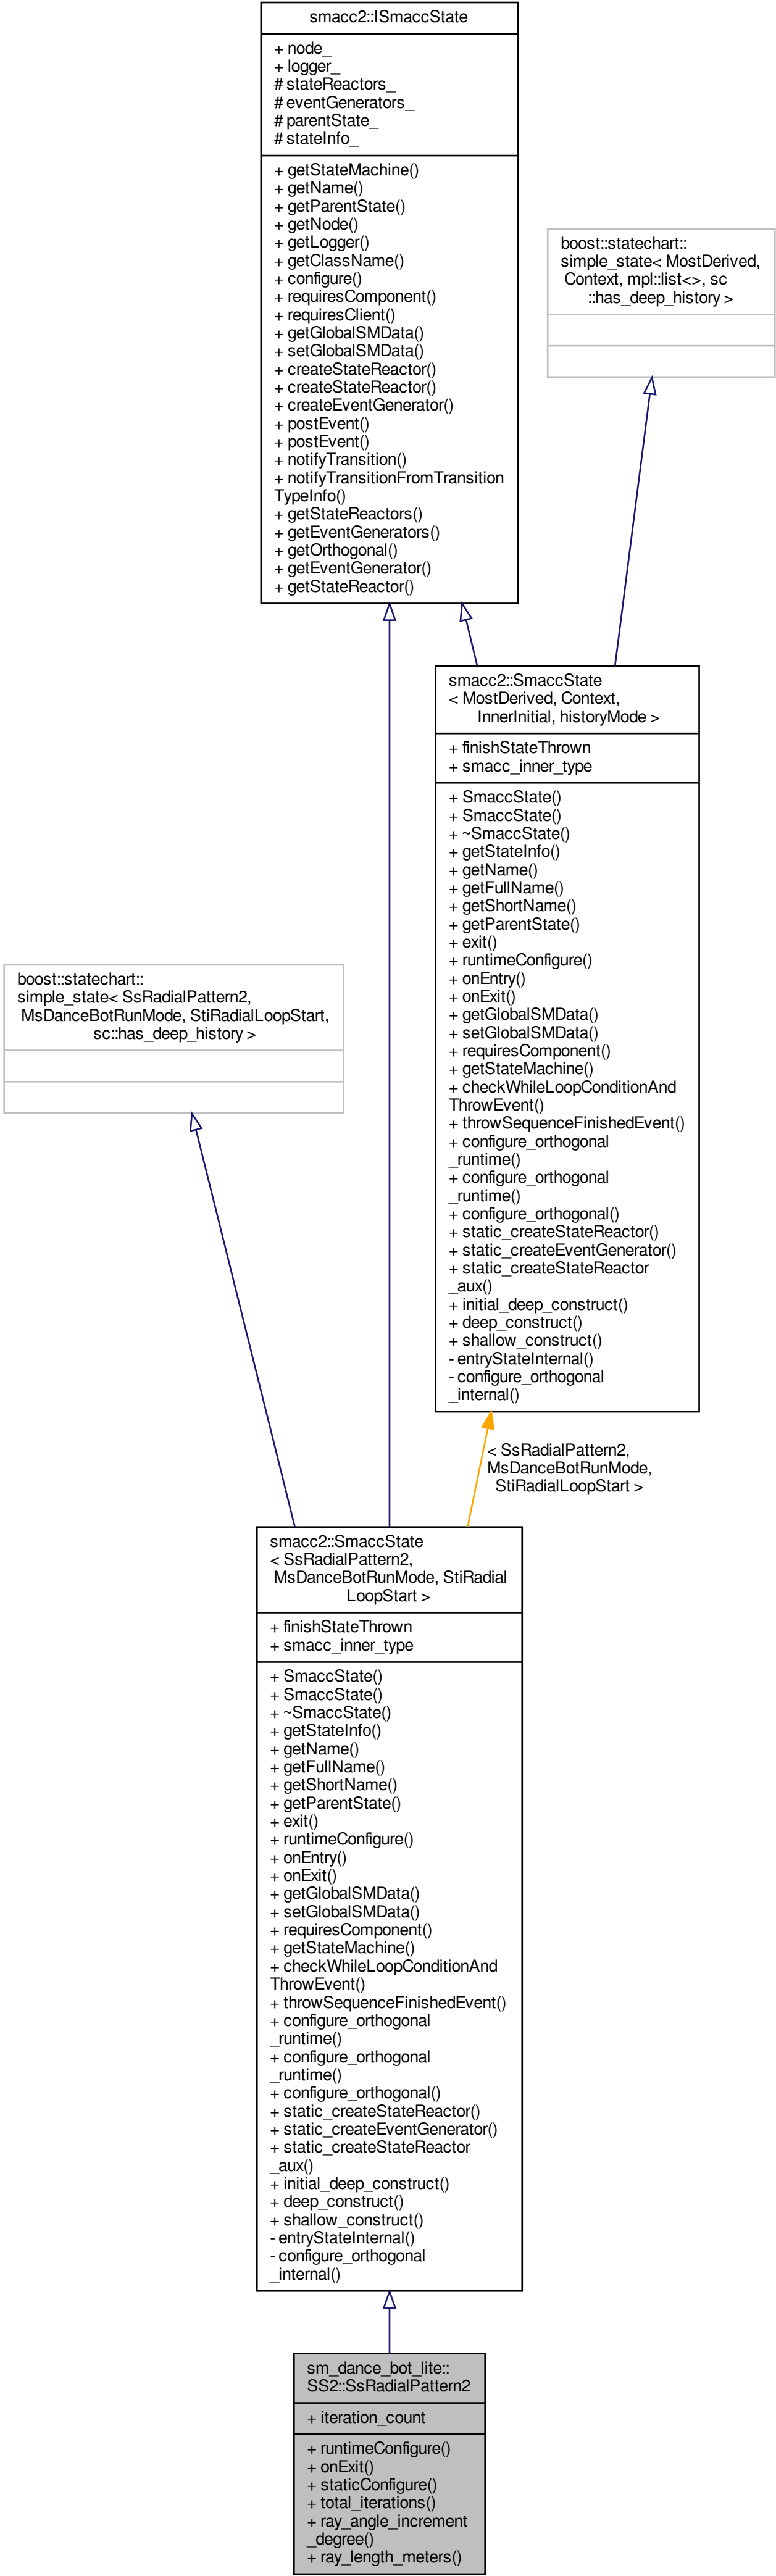 smacc2::ISmaccState
+ node_
+ logger_
# stateReactors_
# eventGenerators_
# parentState_
# stateInfo_
+ getStateMachine()
+ getName()
+ getParentState()
+ getNode()
+ getLogger()
+ getClassName()
+ configure()
+ requiresComponent()
+ requiresClient()
+ getGlobalSMData()
+ setGlobalSMData()
+ createStateReactor()
+ createStateReactor()
+ createEventGenerator()
+ postEvent()
+ postEvent()
+ notifyTransition()
+ notifyTransitionFromTransition
TypeInfo()
+ getStateReactors()
+ getEventGenerators()
+ getOrthogonal()
+ getEventGenerator()
+ getStateReactor()
boost::statechart::
simple_state< MostDerived,
Context, mpl::list<>, sc
::has_deep_history >
smacc2::SmaccState
< MostDerived, Context,
InnerInitial, historyMode >
+ finishStateThrown
+ smacc_inner_type
+ SmaccState()
+ SmaccState()
+ ~SmaccState()
+ getStateInfo()
+ getName()
+ getFullName()
+ getShortName()
+ getParentState()
+ exit()
+ runtimeConfigure()
+ onEntry()
+ onExit()
+ getGlobalSMData()
+ setGlobalSMData()
+ requiresComponent()
+ getStateMachine()
+ checkWhileLoopConditionAnd
ThrowEvent()
+ throwSequenceFinishedEvent()
+ configure_orthogonal
_runtime()
+ configure_orthogonal
_runtime()
+ configure_orthogonal()
+ static_createStateReactor()
+ static_createEventGenerator()
+ static_createStateReactor
_aux()
+ initial_deep_construct()
+ deep_construct()
+ shallow_construct()
- entryStateInternal()
- configure_orthogonal
_internal()
boost::statechart::
simple_state< SsRadialPattern2,
MsDanceBotRunMode, StiRadialLoopStart,
sc::has_deep_history >
< SsRadialPattern2,
MsDanceBotRunMode,
StiRadialLoopStart >
smacc2::SmaccState
< SsRadialPattern2,
MsDanceBotRunMode, StiRadial
LoopStart >
+ finishStateThrown
+ smacc_inner_type
+ SmaccState()
+ SmaccState()
+ ~SmaccState()
+ getStateInfo()
+ getName()
+ getFullName()
+ getShortName()
+ getParentState()
+ exit()
+ runtimeConfigure()
+ onEntry()
+ onExit()
+ getGlobalSMData()
+ setGlobalSMData()
+ requiresComponent()
+ getStateMachine()
+ checkWhileLoopConditionAnd
ThrowEvent()
+ throwSequenceFinishedEvent()
+ configure_orthogonal
_runtime()
+ configure_orthogonal
_runtime()
+ configure_orthogonal()
+ static_createStateReactor()
+ static_createEventGenerator()
+ static_createStateReactor
_aux()
+ initial_deep_construct()
+ deep_construct()
+ shallow_construct()
- entryStateInternal()
- configure_orthogonal
_internal()
sm_dance_bot_lite::
SS2::SsRadialPattern2
+ iteration_count
+ runtimeConfigure()
+ onExit()
+ staticConfigure()
+ total_iterations()
+ ray_angle_increment
_degree()
+ ray_length_meters()